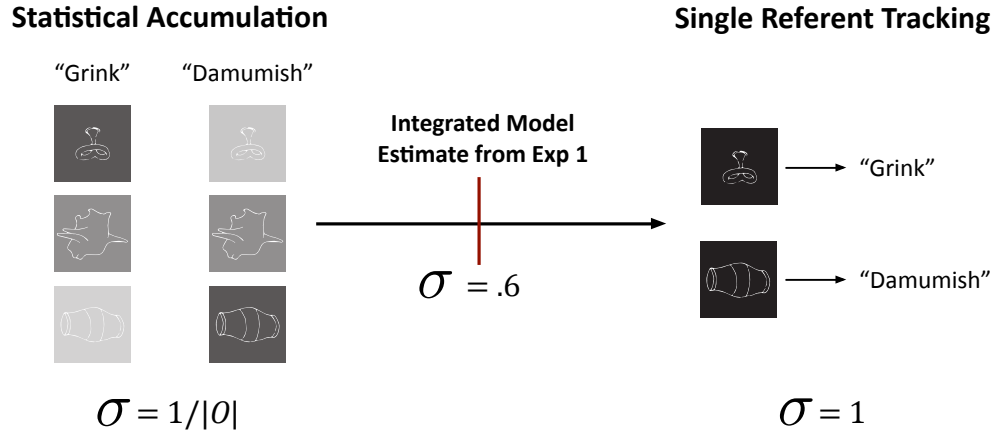 Statistical Accumulation
Single Referent Tracking
“Grink” “Damumish”
Integrated Model
Estimate from Exp 1
σ = .6
“Grink”
“Damumish”
σ = 1/|O|
σ = 1